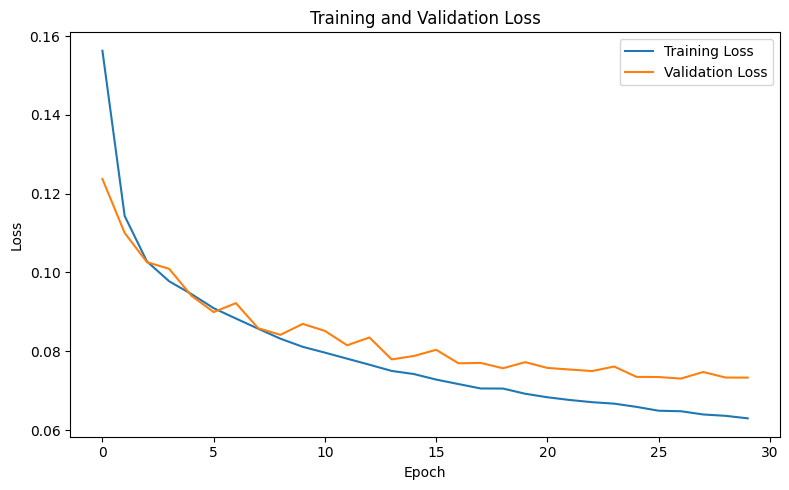 Training and Validation Loss
Training Loss
Validation Loss
0.16
0.14
0.12
0.10
0.08
0.06
Loss
0
5
10
15
20
25
30
Epoch